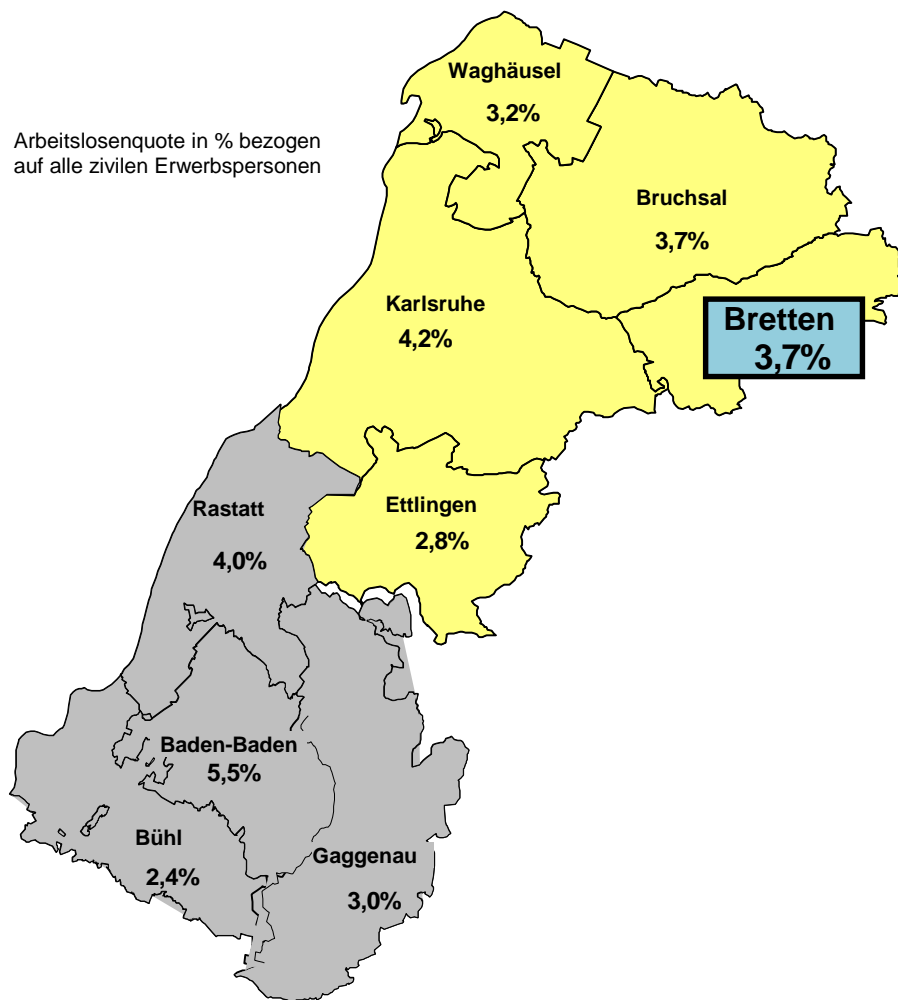 Waghäusel
3,2%
Arbeitslosenquote in % bezogen
auf alle zivilen Erwerbspersonen
Bruchsal
3,7%
Karlsruhe
4,2%
Bretten
3,7%
Rastatt
4,0%
Ettlingen
2,8%
Baden-Baden
5,5%
Bühl
2,4%
Gaggenau
3,0%